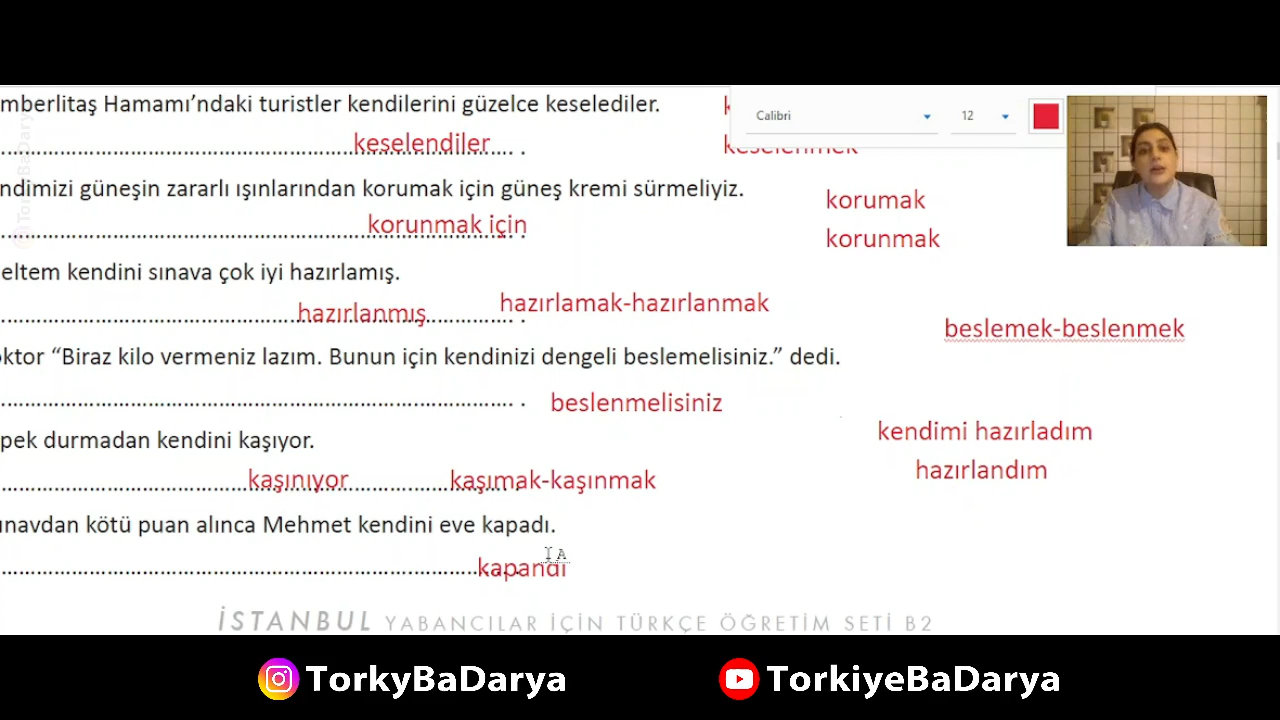 mberlitaş Hamamı’ndaki turistler kendilerini güzelce keselediler.
Calibri 12
keselendiler
keselenmek
ndimizi güneşin zararlı ışınlarından korumak için güneş kremi sürmeliyiz.
korumak
korunmak için
korunmak
eltem kendini sınava çok iyi hazırlamış.
hazırlanmış
hazırlamak-hazırlanmak
beslemek-beslenmek
oktor “Biraz kilo vermeniz lazım. Bunun için kendinizi dengeli beslemelisiniz.” dedi.
beslenmelisiniz
kendimi hazırladım
pek durmadan kendini kaşıyor.
hazırlandım
kaşınıyor
kaşımak-kaşınmak
ınavdan kötü puan alınca Mehmet kendini eve kapadı.
kapandı
İSTANBUL YABANCILAR İÇİN TÜRKÇE ÖĞRETİM SETİ B2
TorkyBaDarya
TorkiyeBaDarya